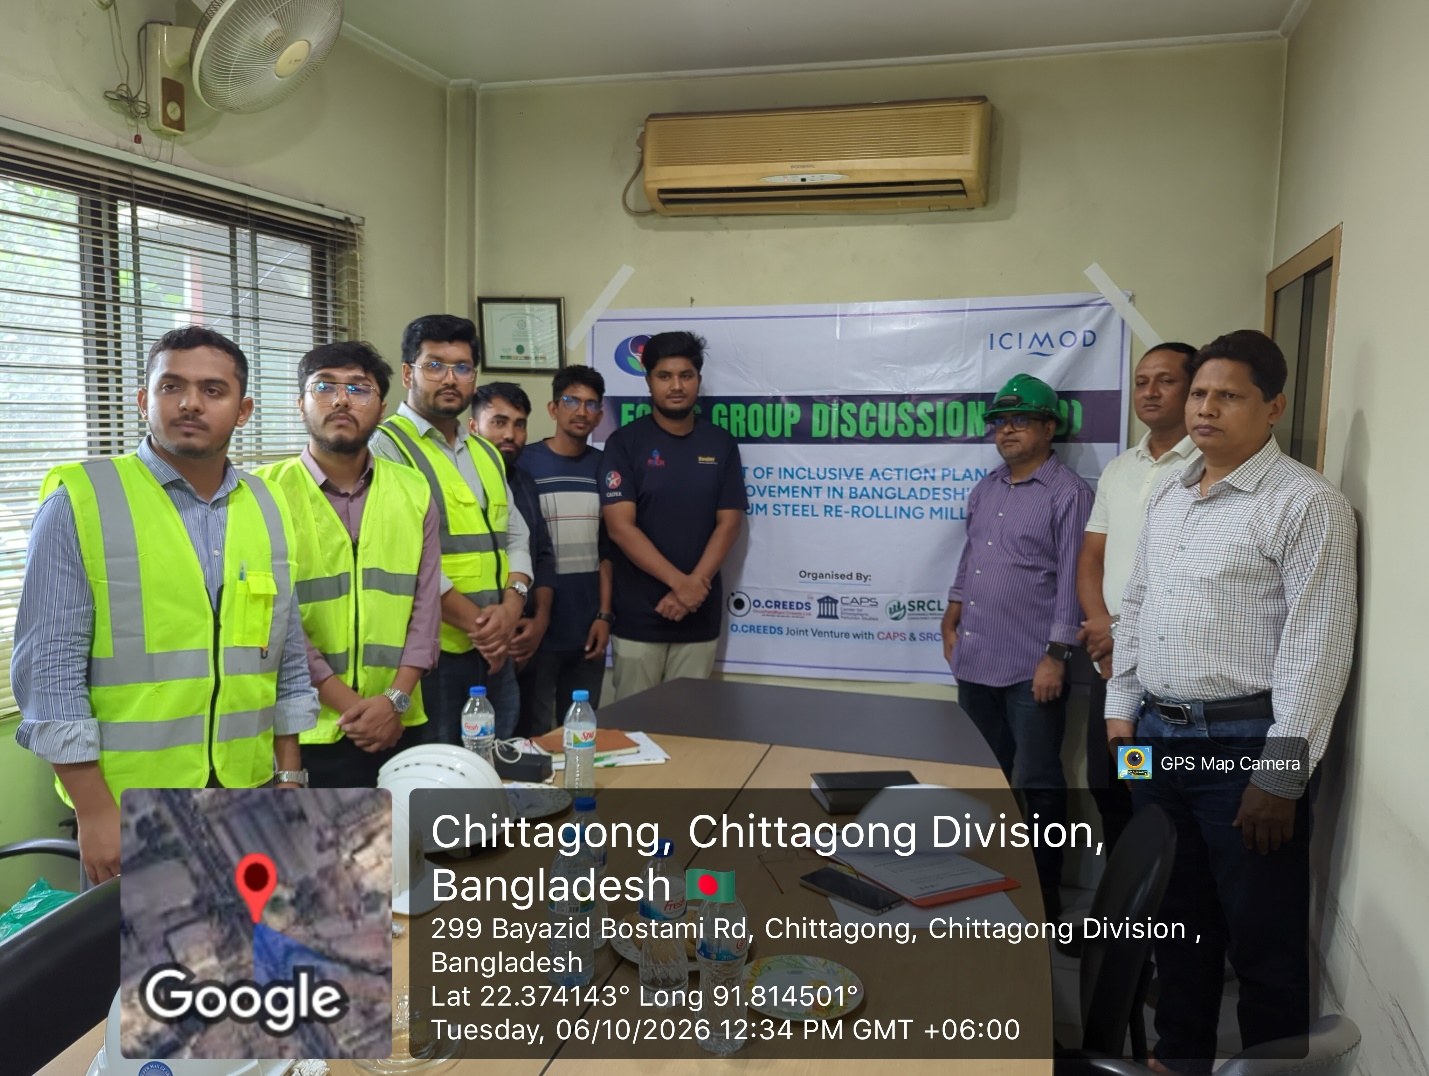 ICIMOD
GROUP DISCUSSION
T OF INCLUSIVE ACTION PLAN
OVEMENT IN BANGLADESH'
UM STEEL RE-ROLLING MILL
Organised By:
O.CREEDS
CAPS
SRCL
O.CREEDS Joint Venture with CAPS & SRC
GPS Map Camera
Chittagong, Chittagong Division,
Bangladesh
299 Bayazid Bostami Rd, Chittagong, Chittagong Division ,
Bangladesh
Lat 22.374143° Long 91.814501°
Tuesday, 06/10/2026 12:34 PM GMT +06:00
Google